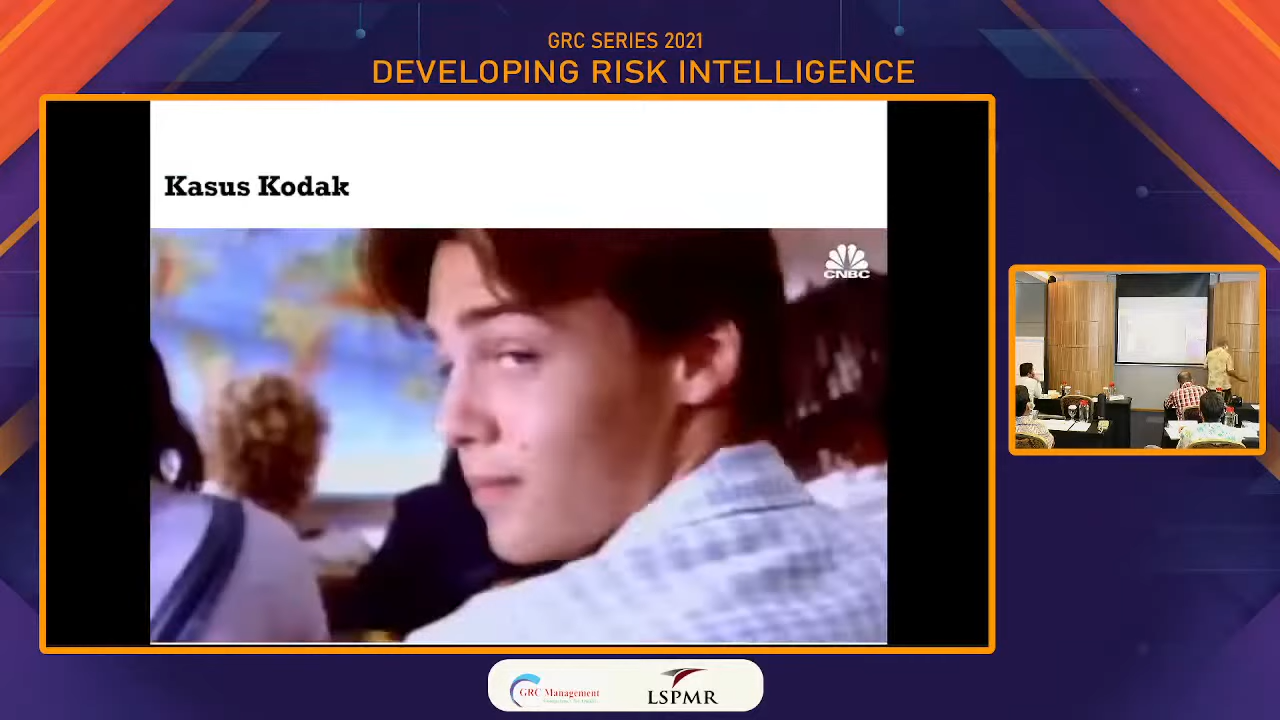 GRC SERIES 2021
DEVELOPING RISK INTELLIGENCE
Kasus Kodak
CNBC
GRC Management
LSPMR